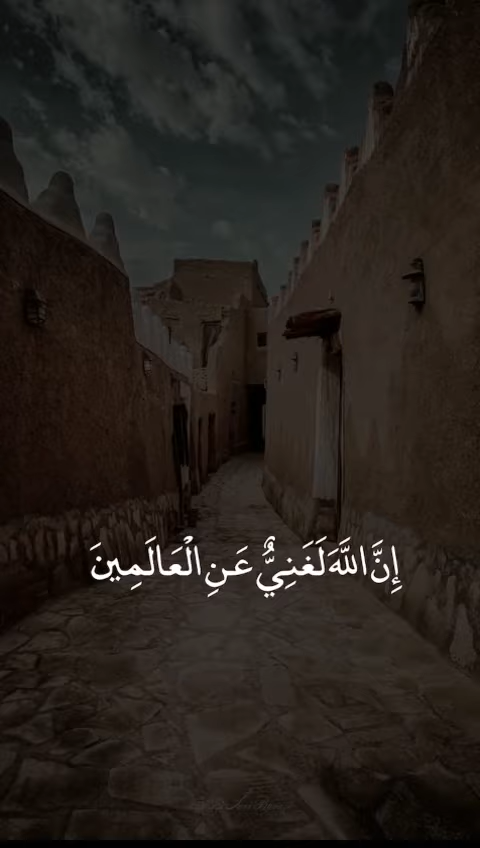 إِنَّ اللَّهَ لَغَنِيٌّ عَنِ الْعَالَمِينَ